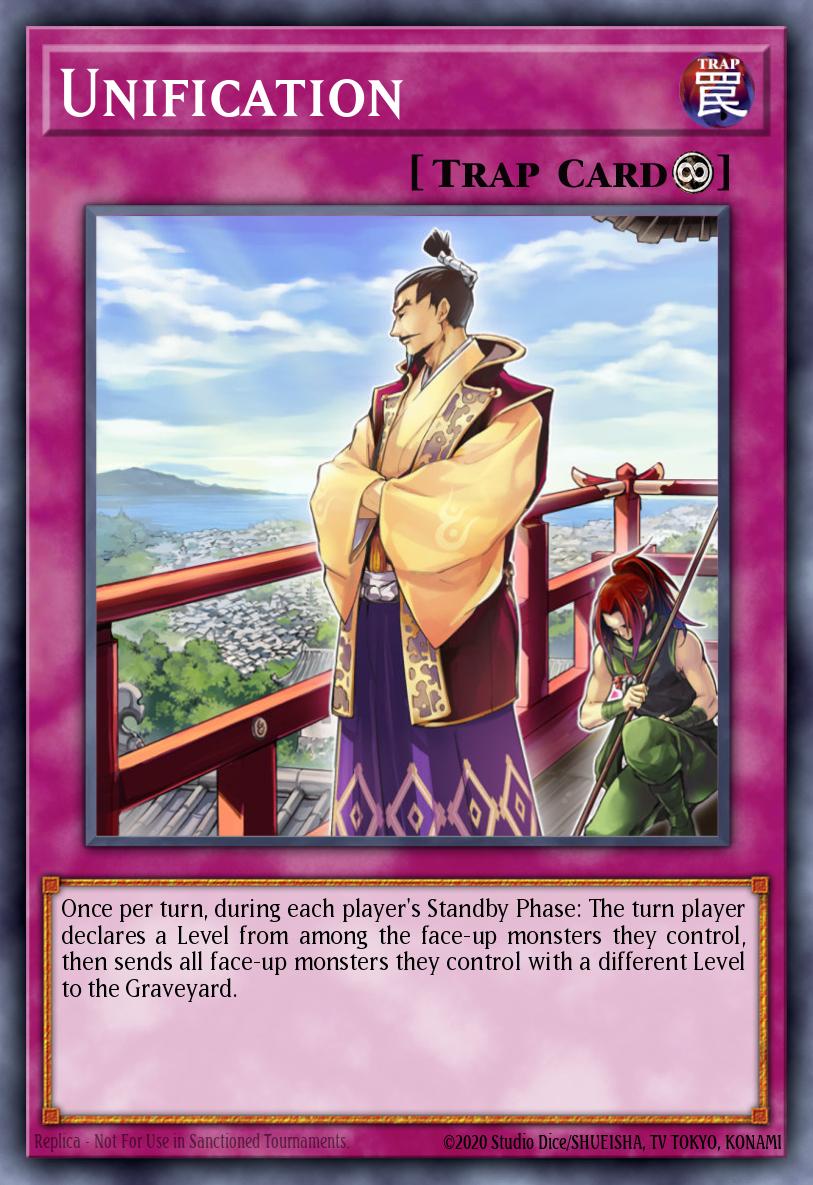 UNIFICATION
TRAP
罠
[ TRAP CARD ]
Once per turn, during each player's Standby Phase: The turn player
declares a Level from among the face-up monsters they control,
then sends all face-up monsters they control with a different Level
to the Graveyard.
Replica - Not For Use in Sanctioned Tournaments.
©2020 Studio Dice/SHUEISHA, TV TOKYO, KONAMI